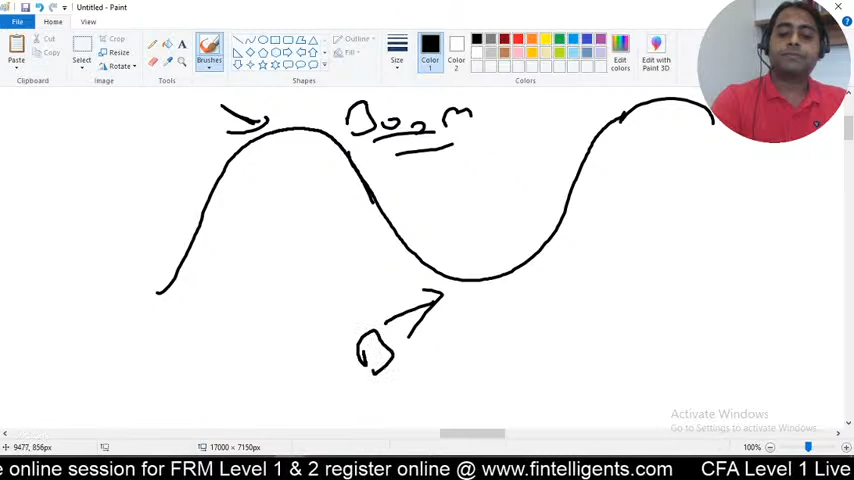 Untitled - Paint
File Home View
Paste
Cut
Copy
Clipboard
Select
Crop
Resize
Rotate
Image
Tools
Brushes
Shapes
Outline
Fill
Size
Color 1
Color 2
Colors
Edit colors
Edit with Paint 3D
Boom
B
Activate Windows
Go to Settings to activate Windows.
9477, 856px
17000 × 7150px
100%
e online session for FRM Level 1 & 2 register online @ www.fintelligents.com CFA Level 1 Live